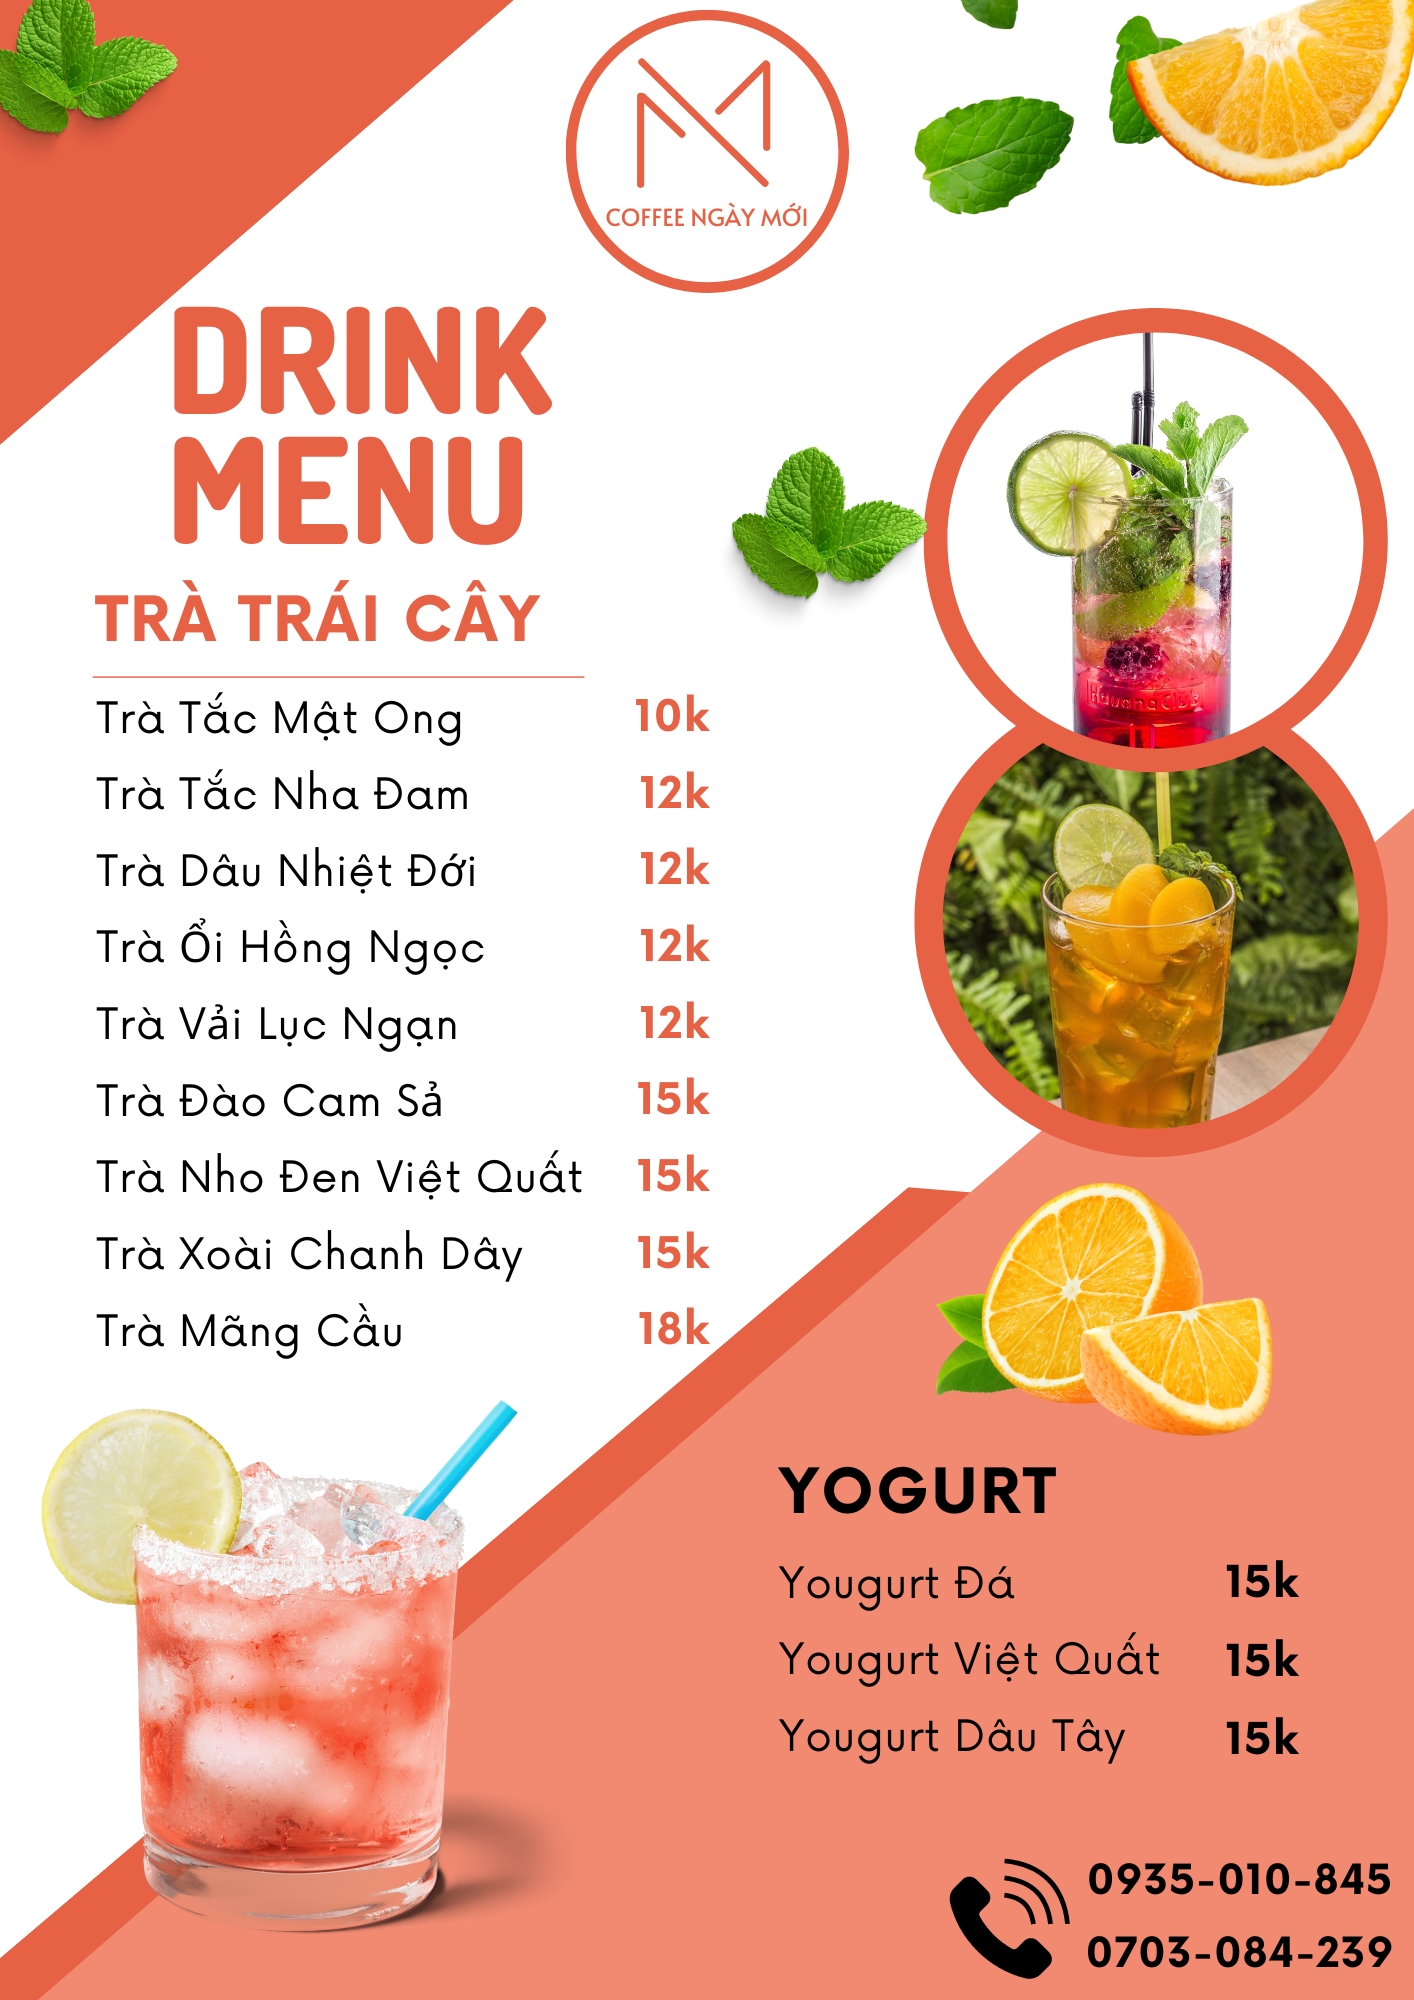 COFFEE NGÀY MỚI
DRINK
MENU
TRÀ TRÁI CÂY
Trà Tắc Mật Ong 10k
Trà Tắc Nha Đam 12k
Trà Dâu Nhiệt Đới 12k
Trà Ổi Hồng Ngọc 12k
Trà Vải Lục Ngạn 12k
Trà Đào Cam Sả 15k
Trà Nho Đen Việt Quất 15k
Trà Xoài Chanh Dây 15k
Trà Mãng Cầu 18k
Havana Club
YOGURT
Yougurt Đá 15k
Yougurt Việt Quất 15k
Yougurt Dâu Tây 15k
0935-010-845
0703-084-239